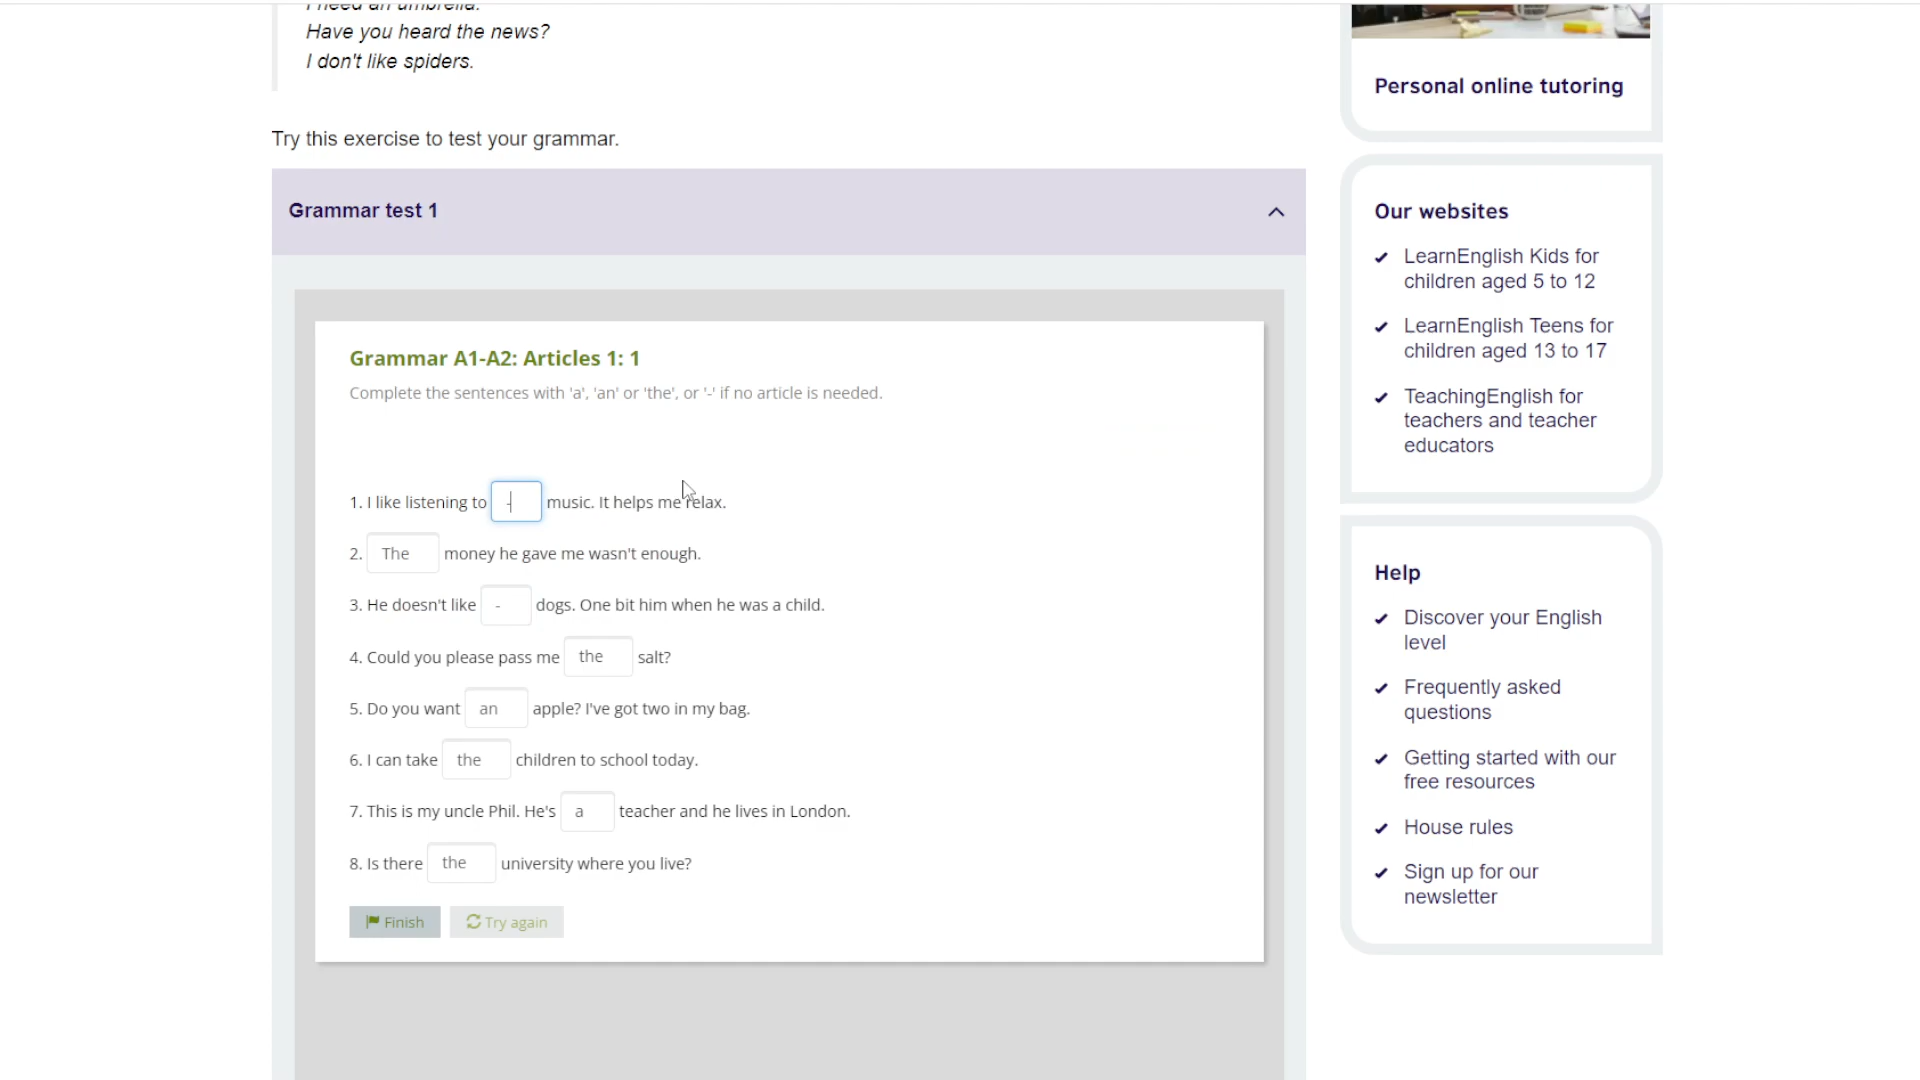 I need an umbrella.
Have you heard the news?
I don't like spiders.
Try this exercise to test your grammar.
Grammar test 1
Grammar A1-A2: Articles 1: 1
Complete the sentences with 'a', 'an' or 'the', or '-' if no article is needed.
1. I like listening to - music. It helps me relax.
2. The money he gave me wasn't enough.
3. He doesn't like - dogs. One bit him when he was a child.
4. Could you please pass me the salt?
5. Do you want an apple? I've got two in my bag.
6. I can take the children to school today.
7. This is my uncle Phil. He's a teacher and he lives in London.
8. Is there the university where you live?
Finish Try again
Personal online tutoring
Our websites
LearnEnglish Kids for
children aged 5 to 12
LearnEnglish Teens for
children aged 13 to 17
TeachingEnglish for
teachers and teacher
educators
Help
Discover your English
level
Frequently asked
questions
Getting started with our
free resources
House rules
Sign up for our
newsletter